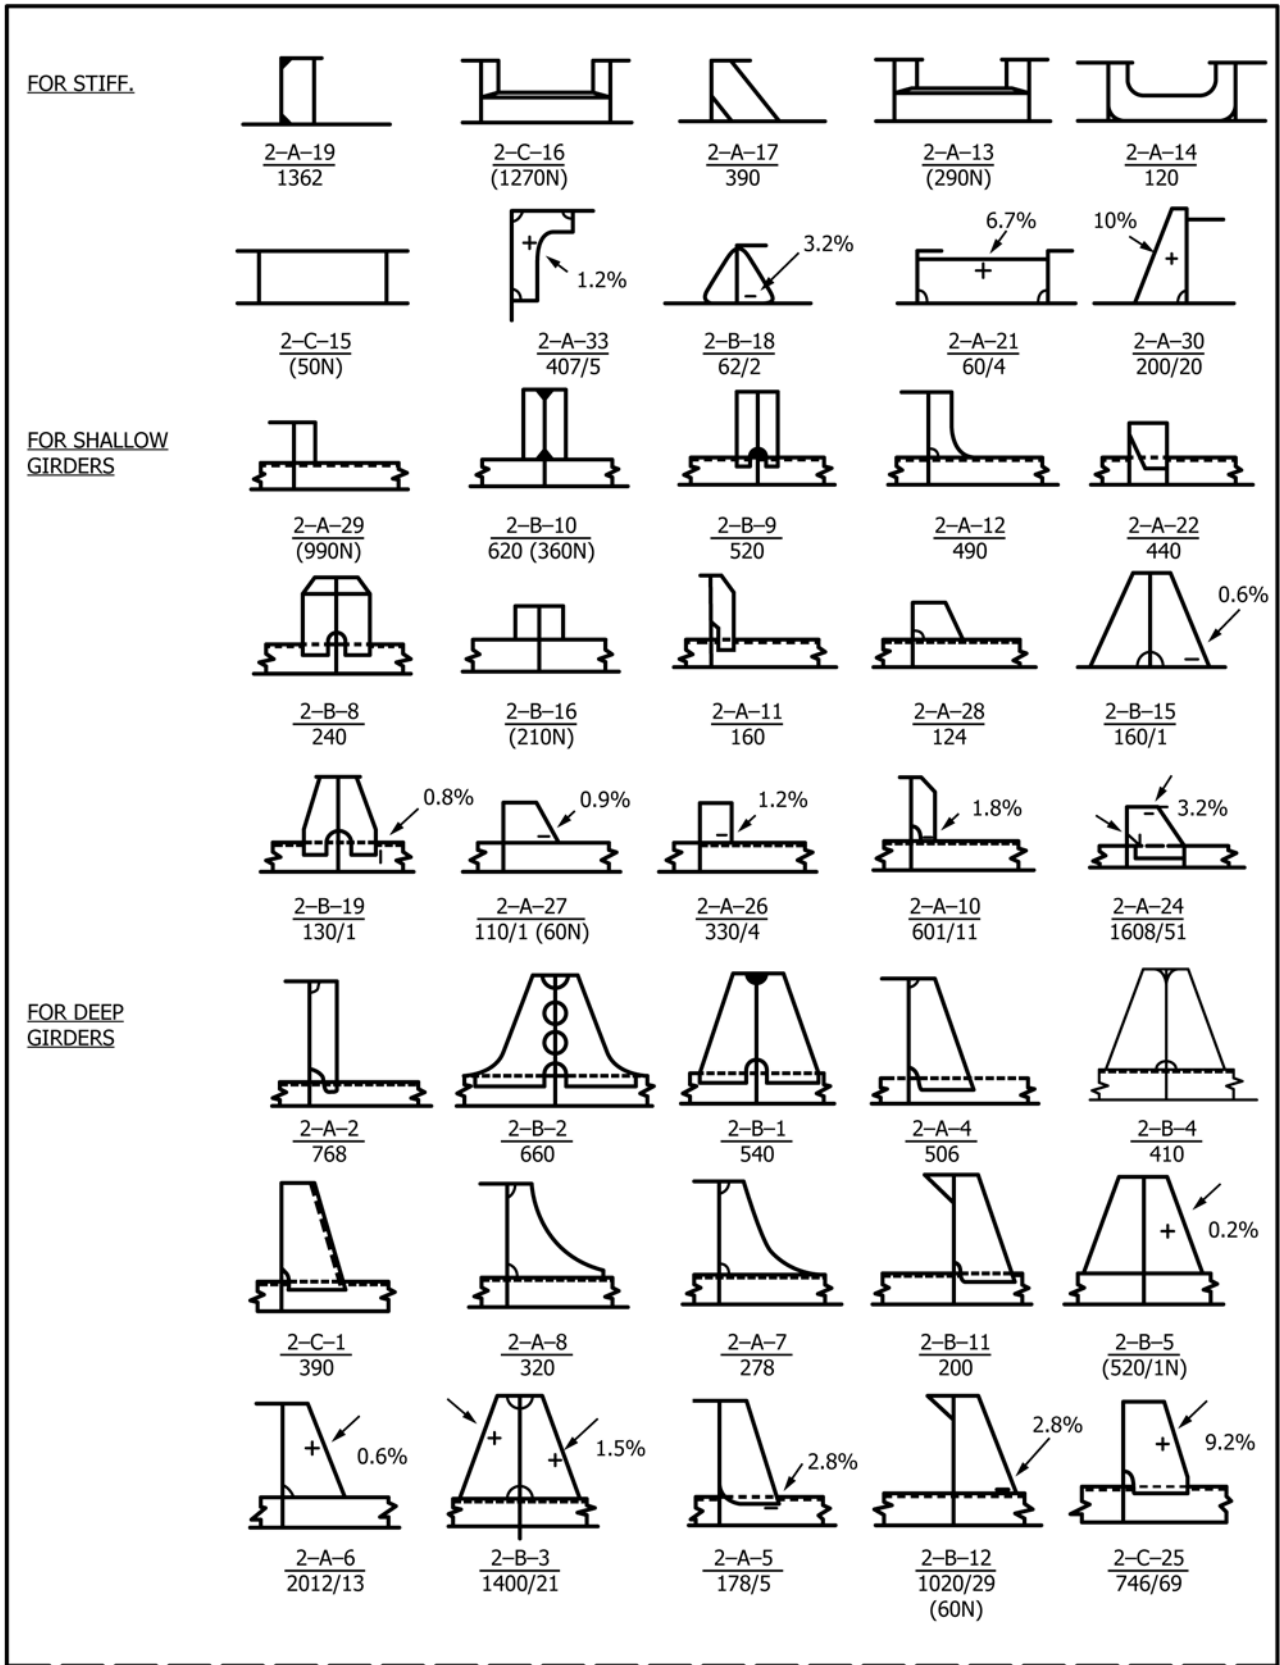 FOR STIFF.
2–A–19
1362
2–C–16
(1270N)
2–A–17
390
2–A–13
(290N)
2–A–14
120
2–C–15
(50N)
1.2%
2–A–33
407/5
3.2%
2–B–18
62/2
6.7%
2–A–21
60/4
10%
2–A–30
200/20
FOR SHALLOW
GIRDERS
2–A–29
(990N)
2–B–10
620 (360N)
2–B–9
520
2–A–12
490
2–A–22
440
2–B–8
240
2–B–16
(210N)
2–A–11
160
2–A–28
124
0.6%
2–B–15
160/1
0.8%
2–B–19
130/1
0.9%
2–A–27
110/1 (60N)
1.2%
2–A–26
330/4
1.8%
2–A–10
601/11
3.2%
2–A–24
1608/51
FOR DEEP
GIRDERS
2–A–2
768
2–B–2
660
2–B–1
540
2–A–4
506
2–B–4
410
2–C–1
390
2–A–8
320
2–A–7
278
2–B–11
200
0.2%
2–B–5
(520/1N)
0.6%
2–A–6
2012/13
1.5%
2–B–3
1400/21
2.8%
2–A–5
178/5
2.8%
2–B–12
1020/29
(60N)
9.2%
2–C–25
746/69